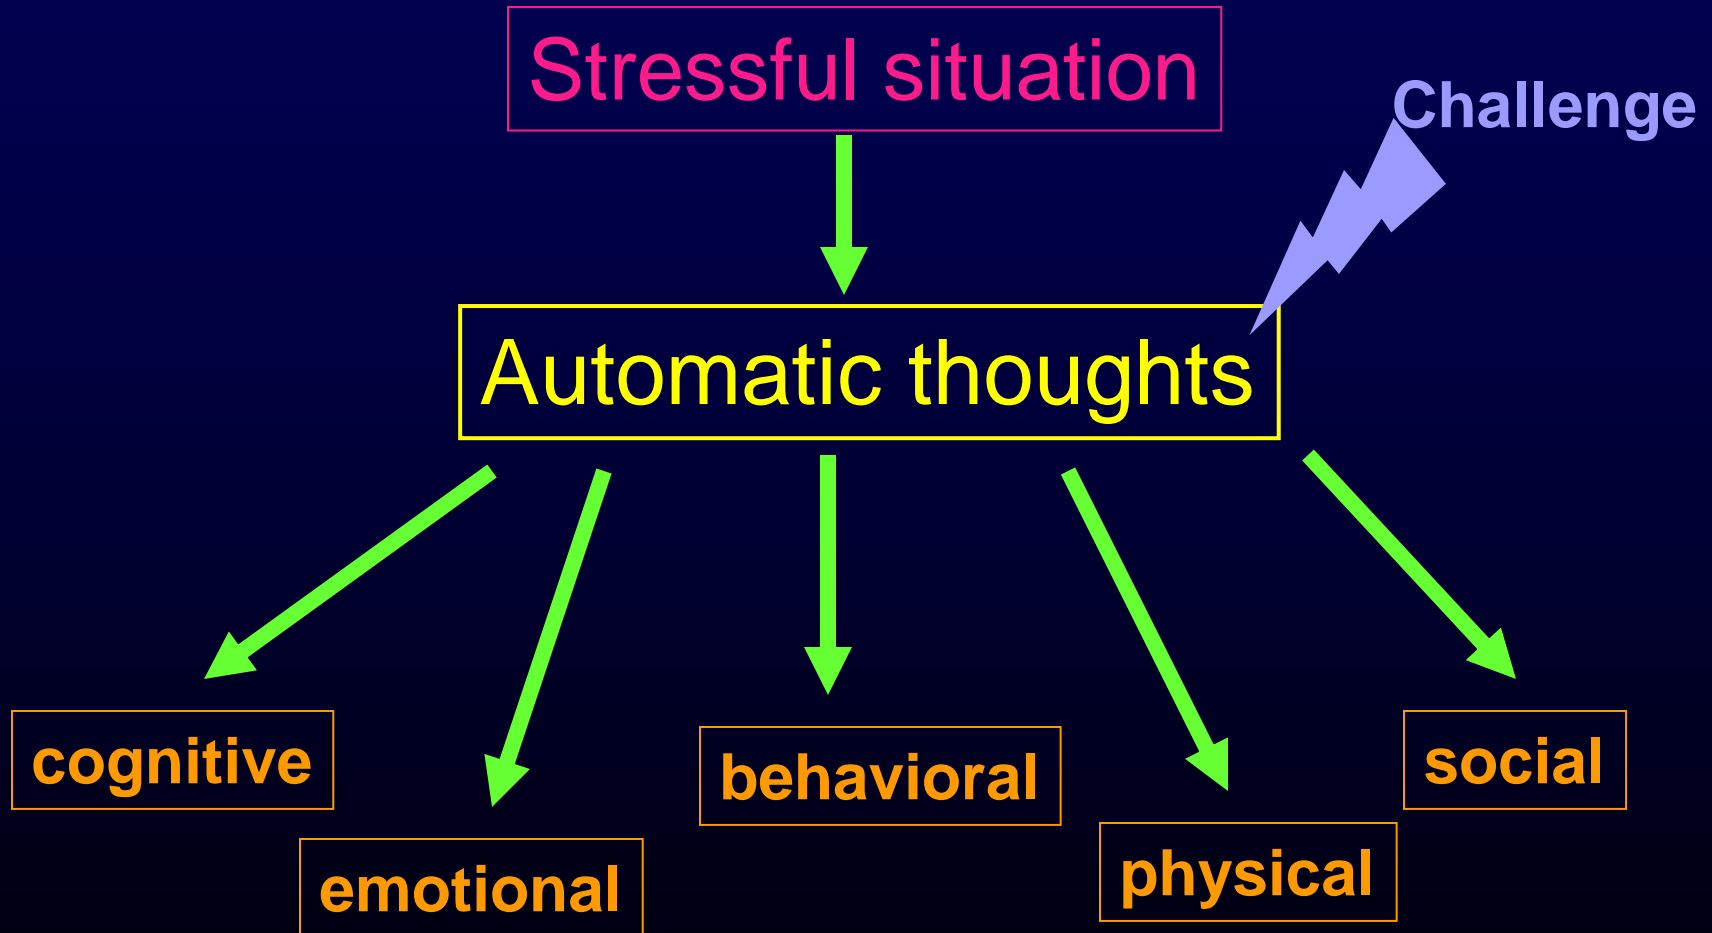 Stressful situation
Challenge
Automatic thoughts
cognitive
emotional
behavioral
physical
social